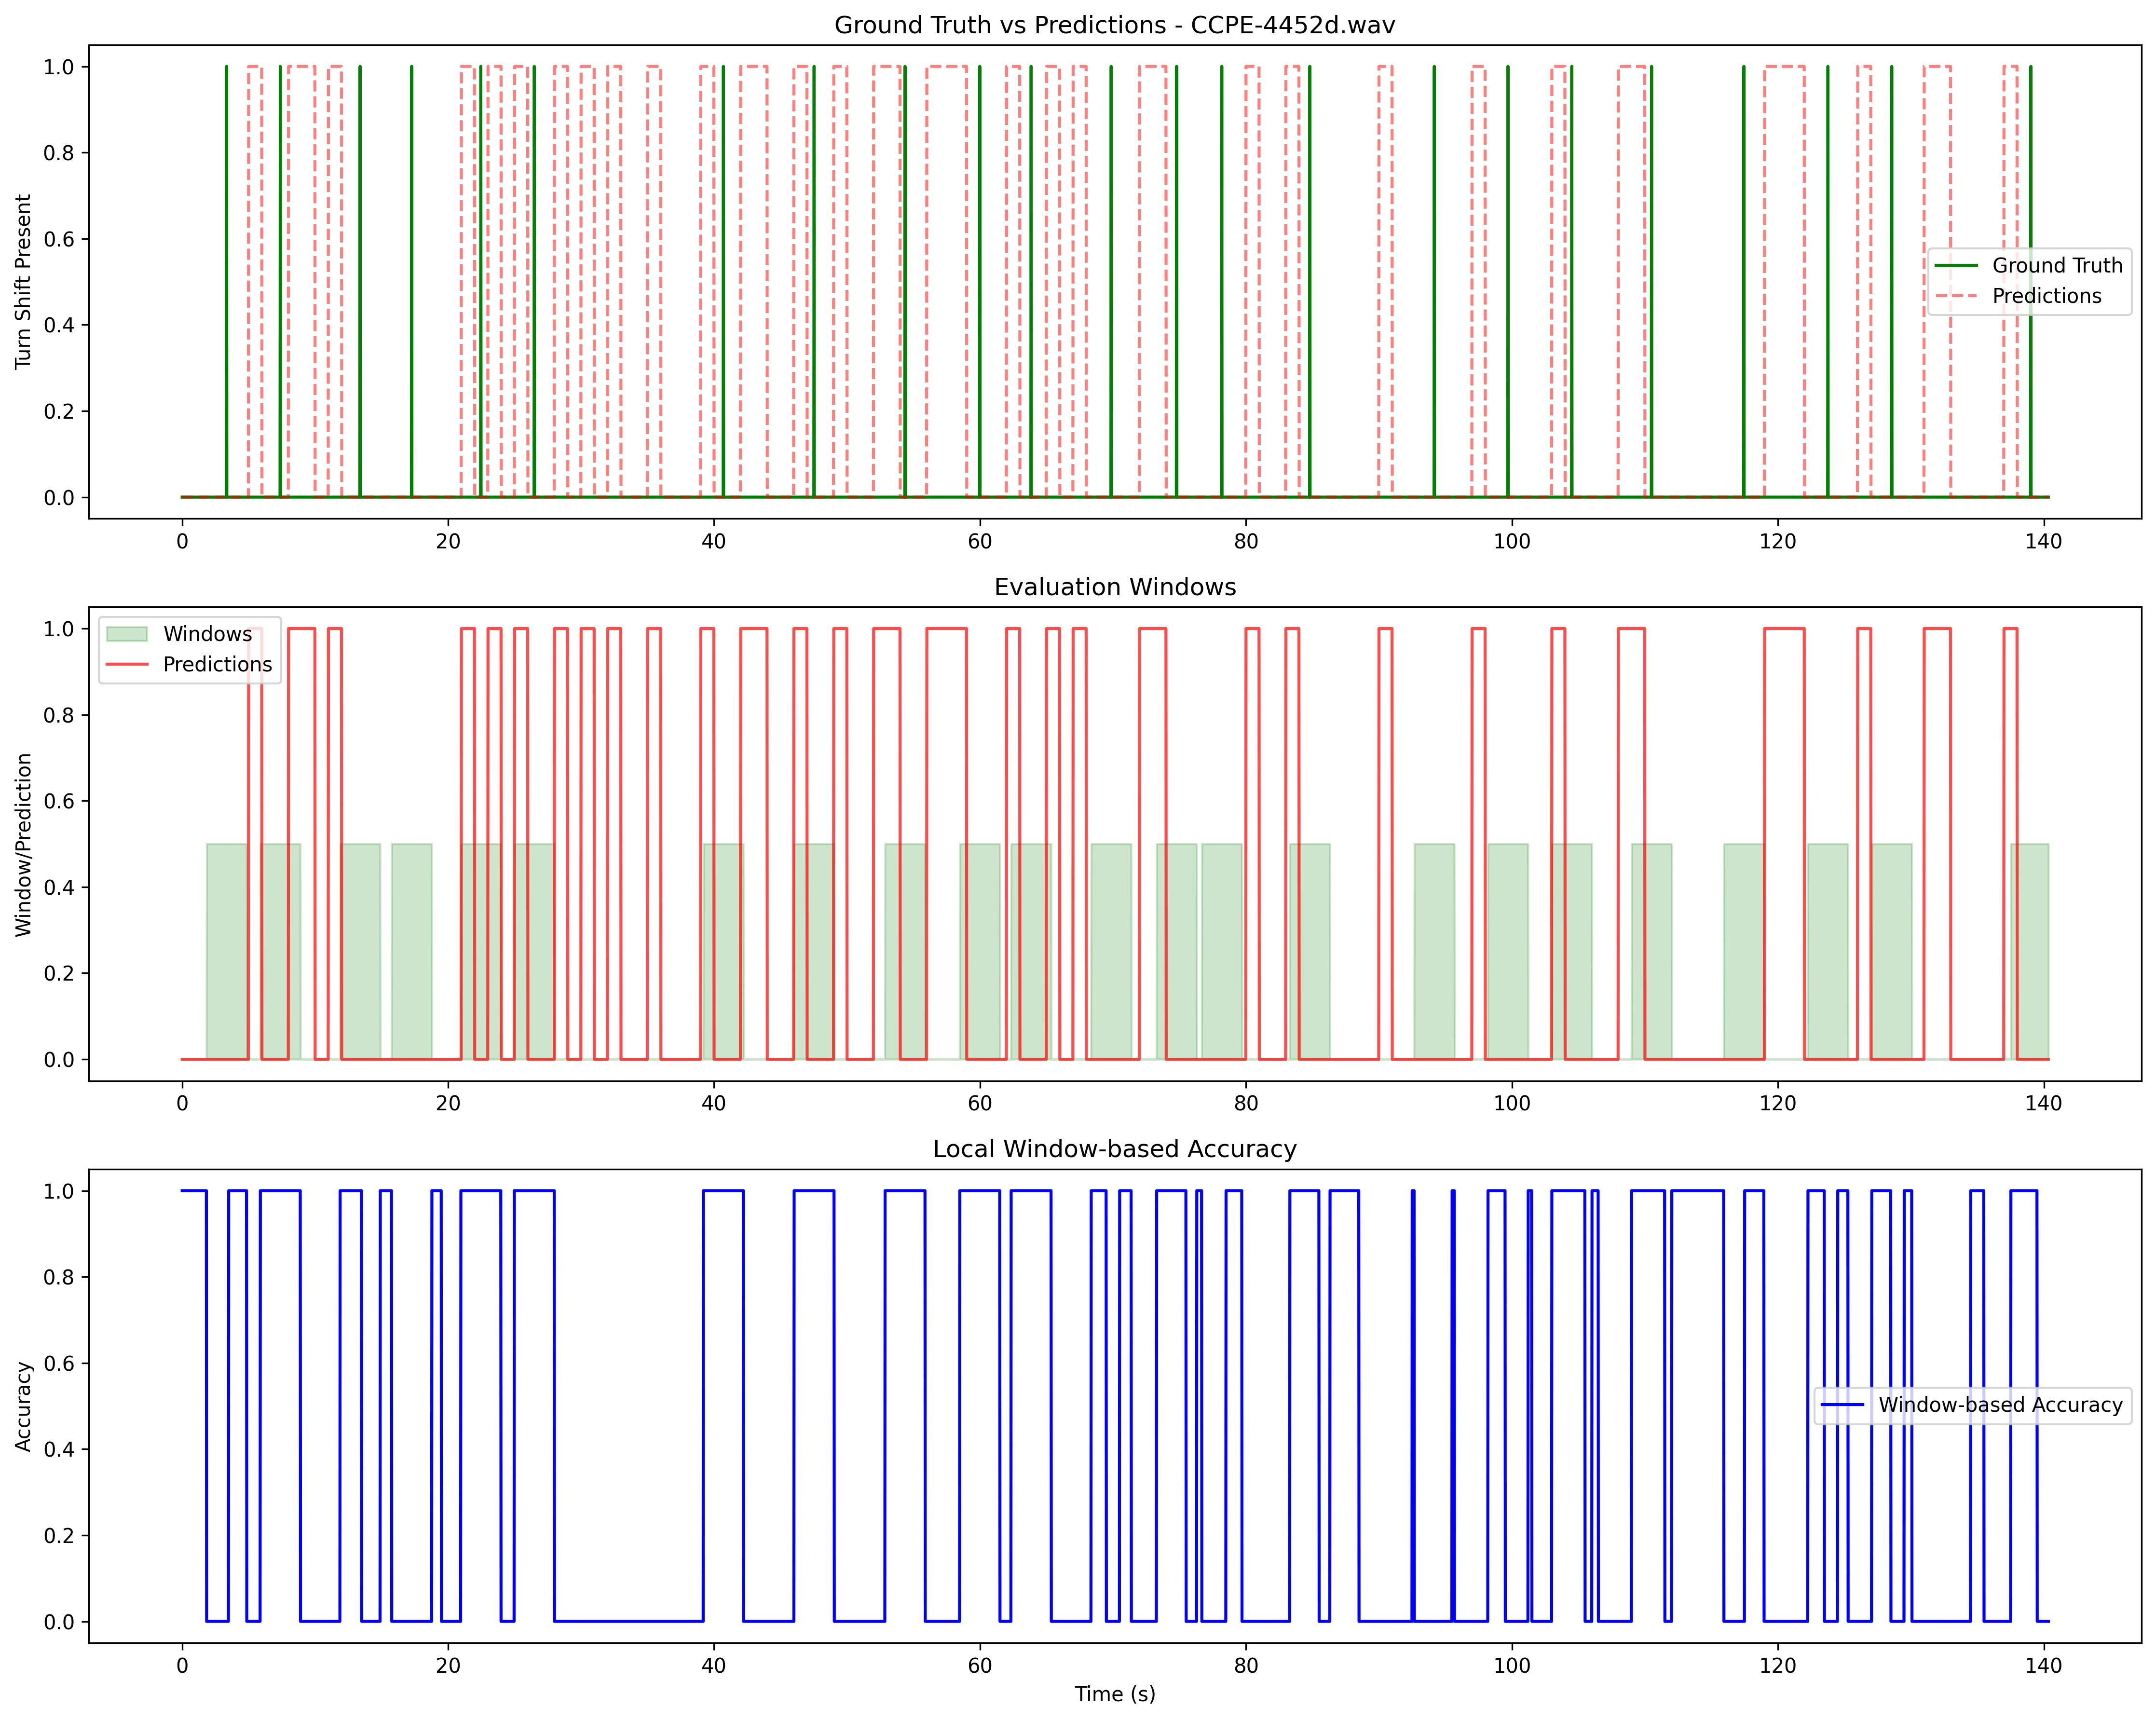 Ground Truth vs Predictions - CCPE-4452d.wav
Turn Shift Present
1.0
0.8
0.6
0.4
0.2
0.0
Ground Truth
Predictions
0 20 40 60 80 100 120 140
Evaluation Windows
Window/Prediction
1.0
0.8
0.6
0.4
0.2
0.0
Windows
Predictions
0 20 40 60 80 100 120 140
Local Window-based Accuracy
Accuracy
1.0
0.8
0.6
0.4
0.2
0.0
Window-based Accuracy
0 20 40 60 80 100 120 140
Time (s)